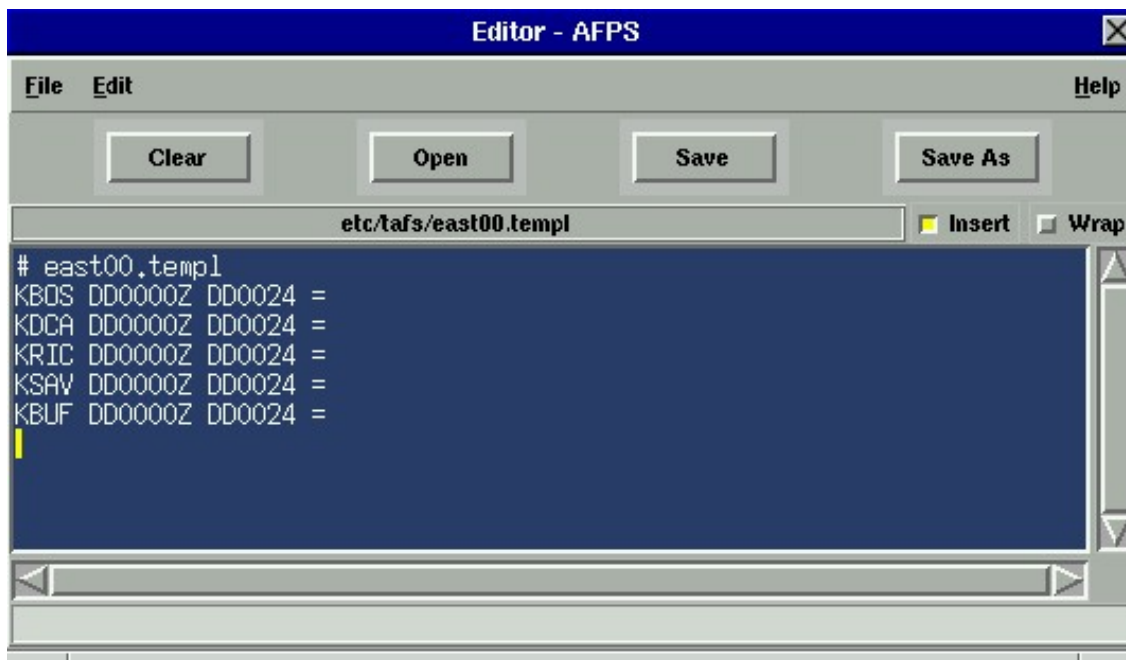 Editor - AFPS
File Edit Help
Clear Open Save Save As
etc/tafs/east00.templ Insert Wrap
# east00.templ
KBOS DD0000Z DD0024 =
KDCA DD0000Z DD0024 =
KRIC DD0000Z DD0024 =
KSAV DD0000Z DD0024 =
KBUF DD0000Z DD0024 =